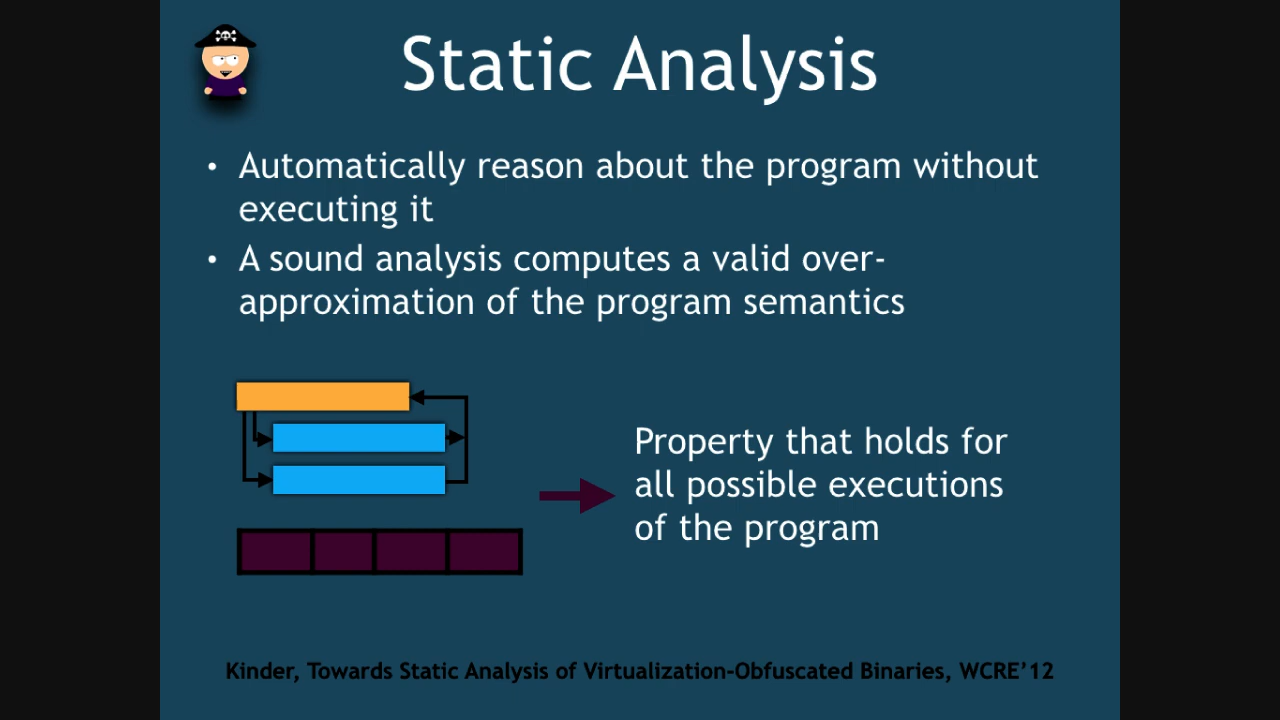 Static Analysis
• Automatically reason about the program without
executing it
• A sound analysis computes a valid over-
approximation of the program semantics
Property that holds for
all possible executions
of the program
Kinder, Towards Static Analysis of Virtualization-Obfuscated Binaries, WCRE’12